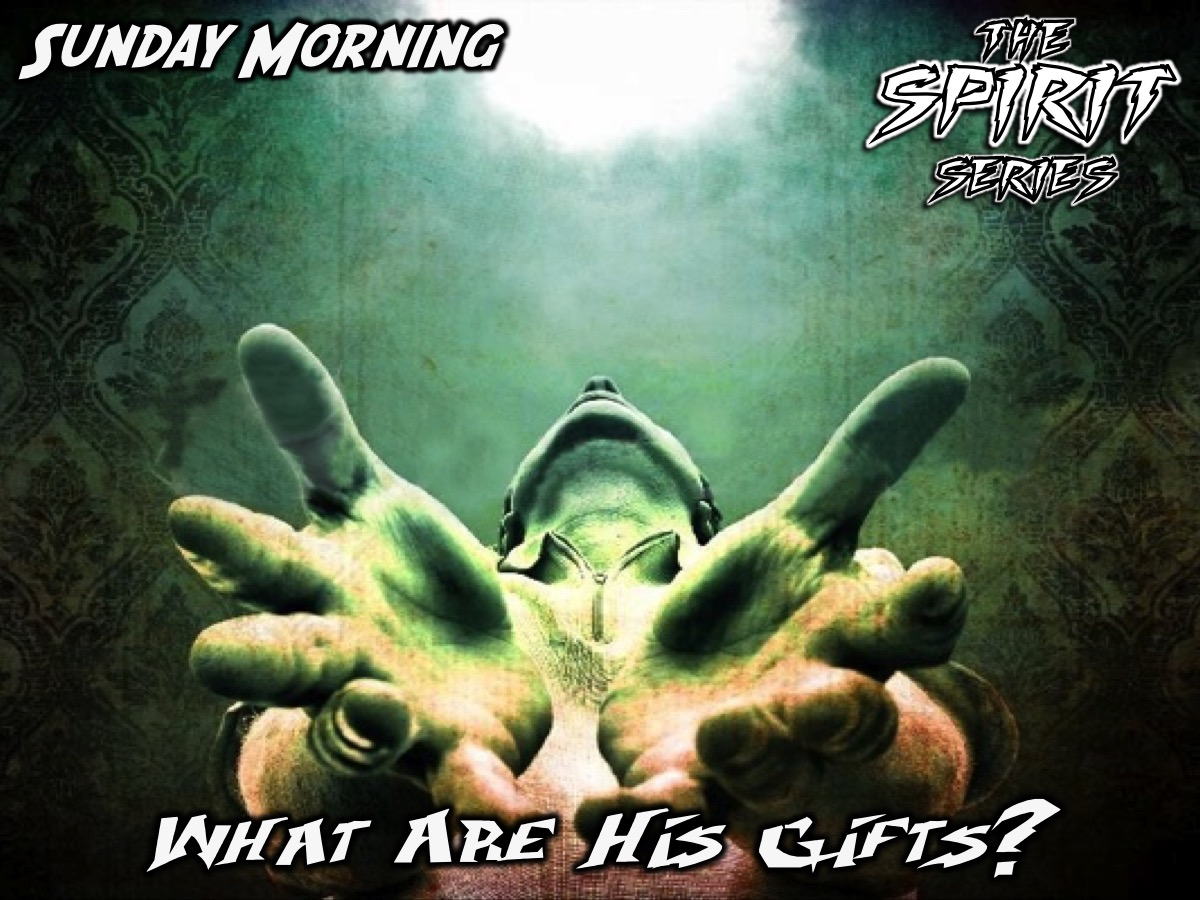 Sunday Morning
THE
SPIRIT
SERIES
What Are His Gifts?